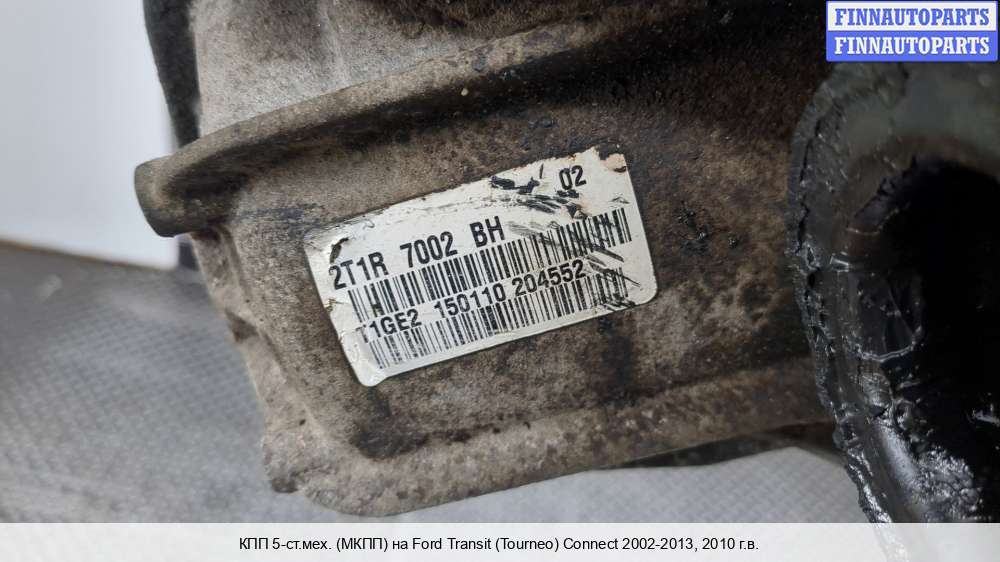 FINNAUTOPARTS
FINNAUTOPARTS
02
2T1R 7002 BH
H
T1GE2 150110 204552
КПП 5-ст.мех. (МКПП) на Ford Transit (Tourneo) Connect 2002-2013, 2010 г.в.